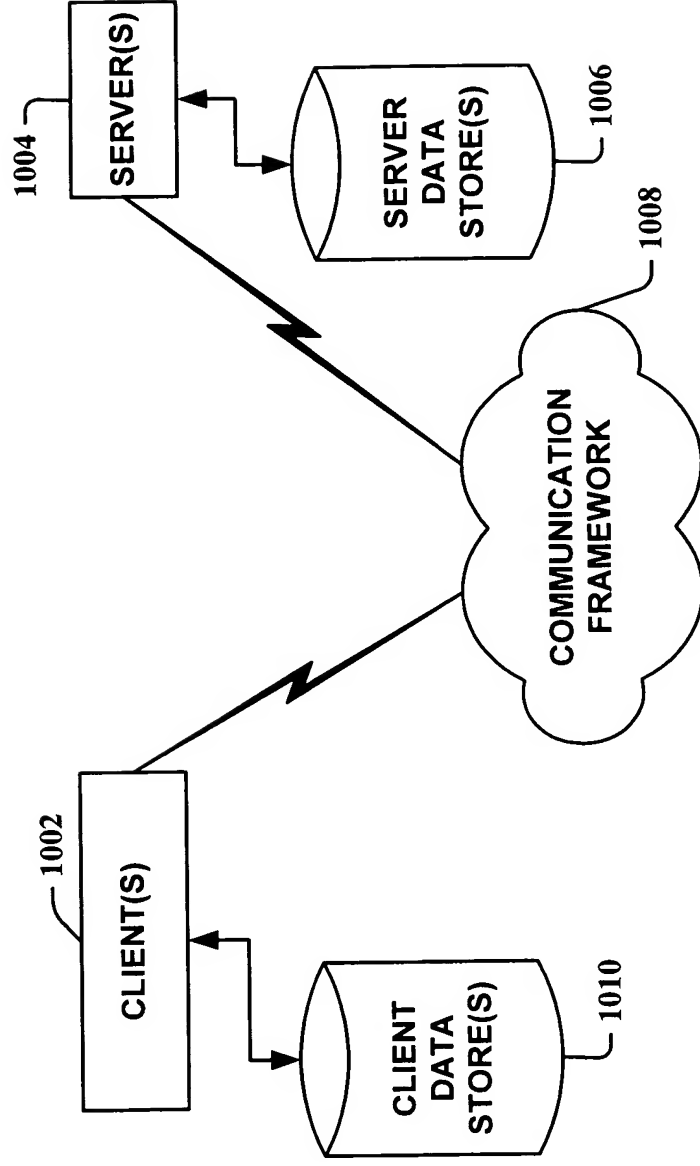 1002
CLIENT(S)
1004
SERVER(S)
CLIENT
DATA
STORE(S)
1010
SERVER
DATA
STORE(S)
1006
1008
COMMUNICATION
FRAMEWORK